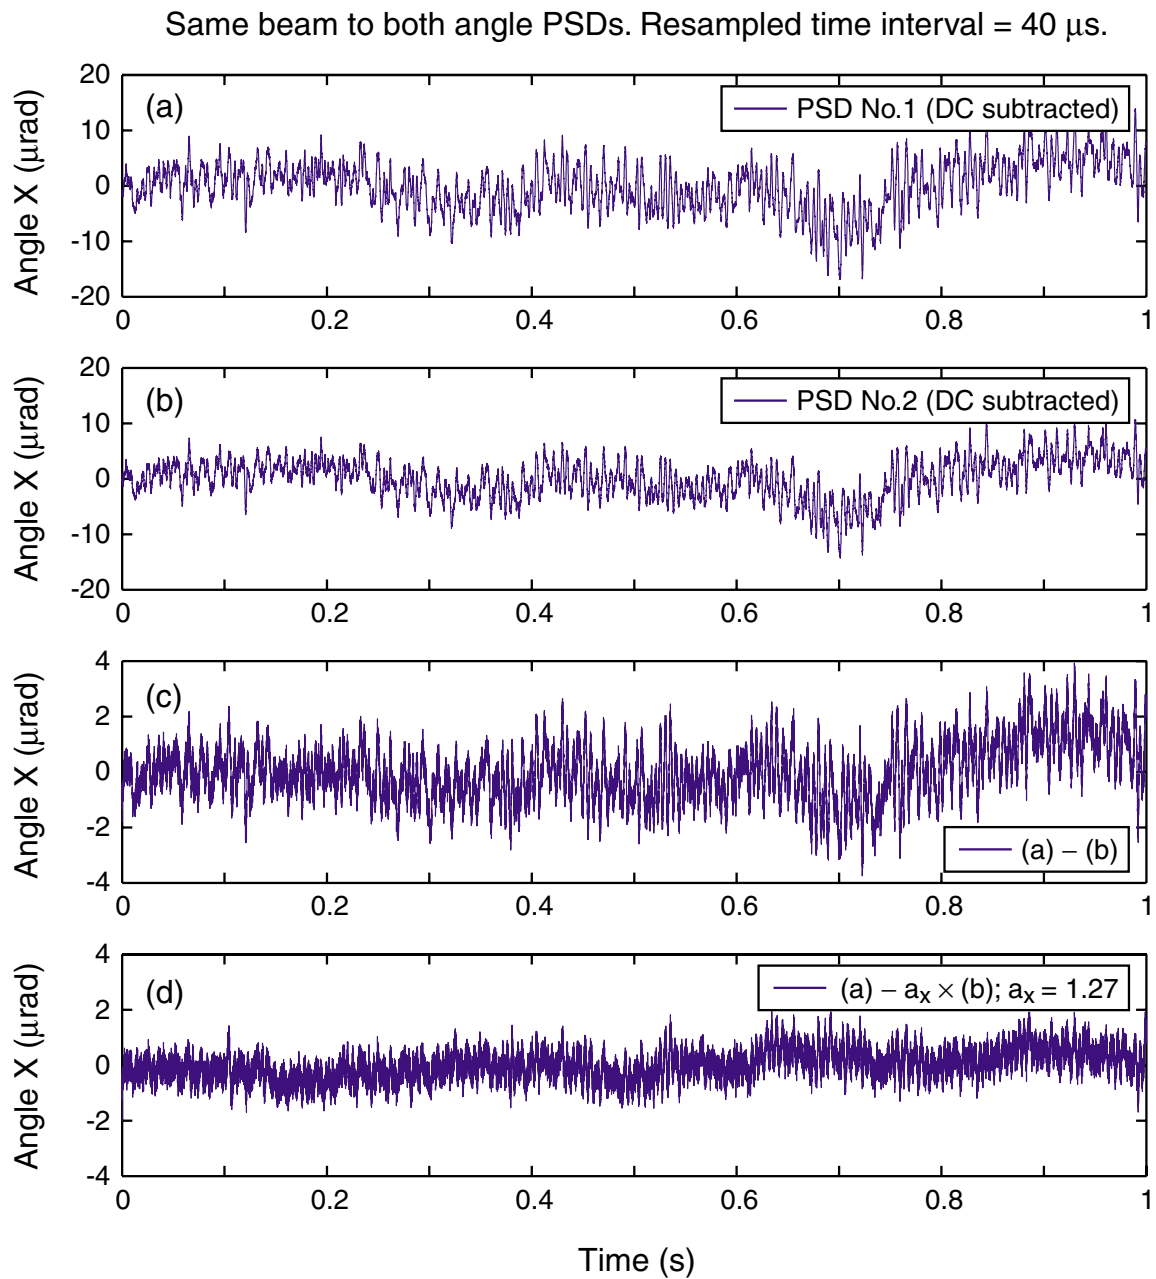 Same beam to both angle PSDs. Resampled time interval = 40 μs.
20
10
0
-10
-20
Angle X (μrad)
(a)
PSD No.1 (DC subtracted)
0 0.2 0.4 0.6 0.8 1
20
10
0
-10
-20
Angle X (μrad)
(b)
PSD No.2 (DC subtracted)
0 0.2 0.4 0.6 0.8 1
4
2
0
-2
-4
Angle X (μrad)
(c)
(a) – (b)
0 0.2 0.4 0.6 0.8 1
4
2
0
-2
-4
Angle X (μrad)
(d)
(a) – aₓ × (b); aₓ = 1.27
0 0.2 0.4 0.6 0.8 1
Time (s)